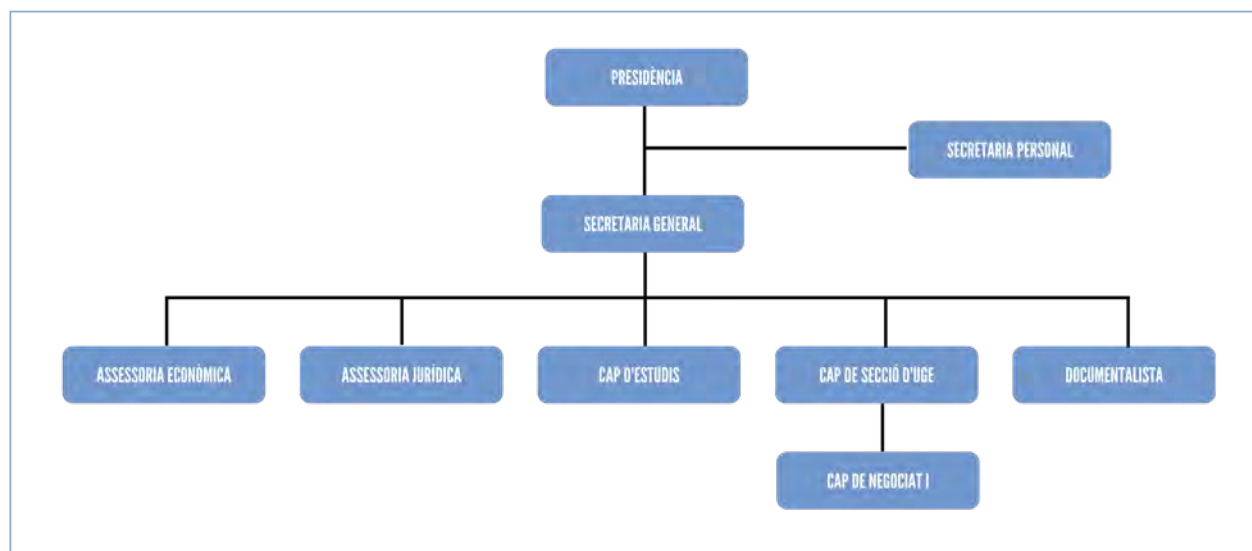 PRESIDÈNCIA
SECRETARIA PERSONAL
SECRETARIA GENERAL
ASSESSORIA ECONÒMICA
ASSESSORIA JURÍDICA
CAP D'ESTUDIS
CAP DE SECCIÓ D'UGE
DOCUMENTALISTA
CAP DE NEGOCIAT I